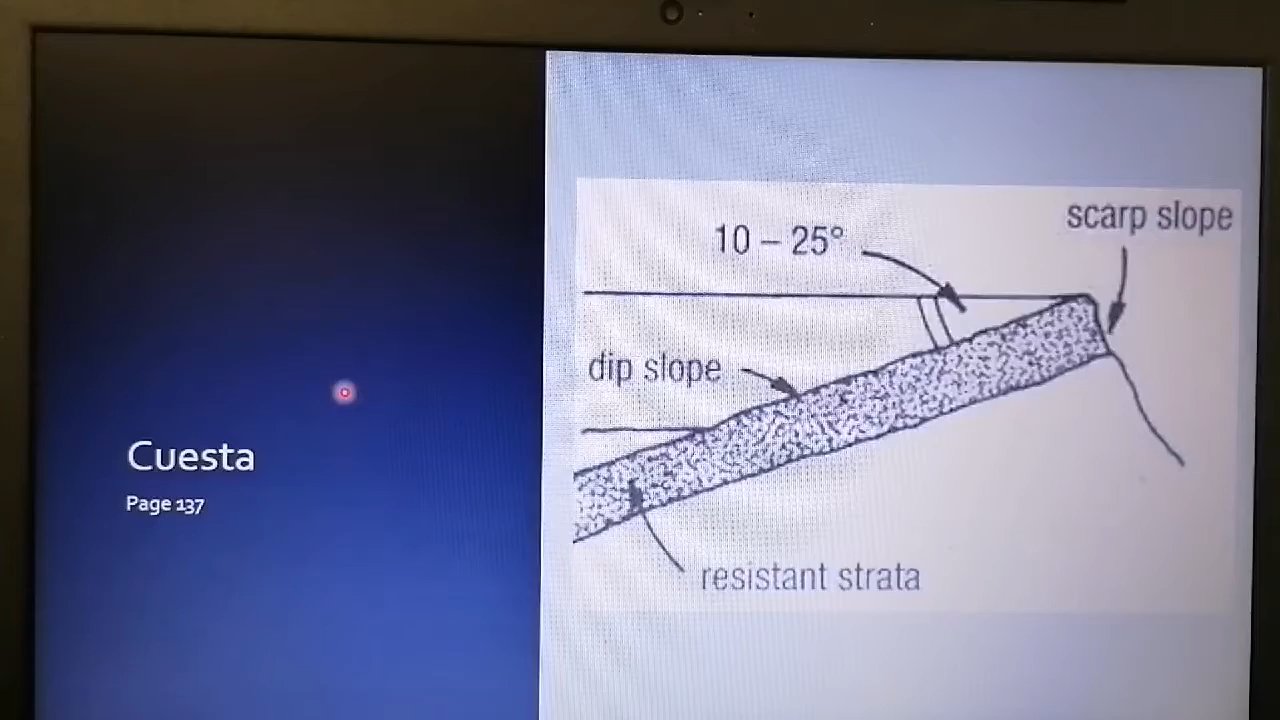 Cuesta
Page 137
10 – 25°
scarp slope
dip slope
resistant strata